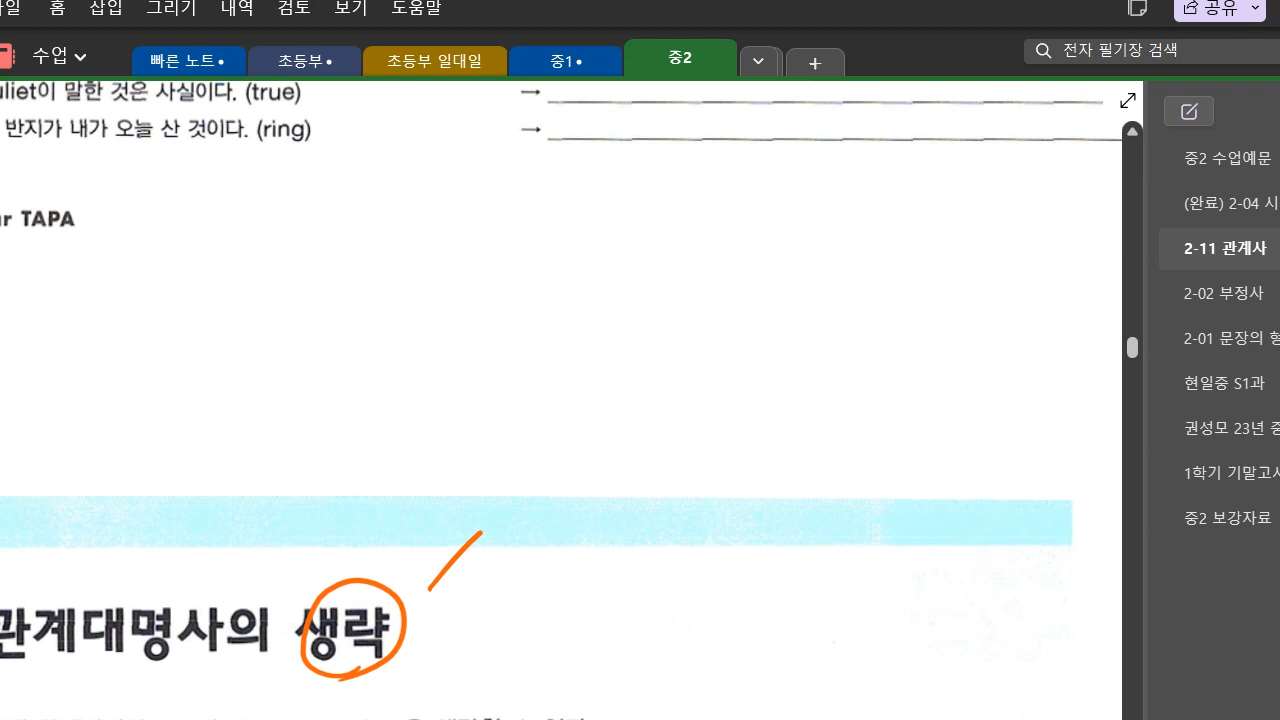 홈 삽입 그리기 내역 검토 보기 도움말
공유
수업
빠른 노트
초등부
초등부 일대일
중1
중2
전자 필기장 검색
uliet이 말한 것은 사실이다. (true) →
반지가 내가 오늘 산 것이다. (ring) →
TAPA
관계대명사의 생략
중2 수업예문
(완료) 2-04 시
2-11 관계사
2-02 부정사
2-01 문장의 형
현일중 S1과
권성모 23년 중
1학기 기말고사
중2 보강자료